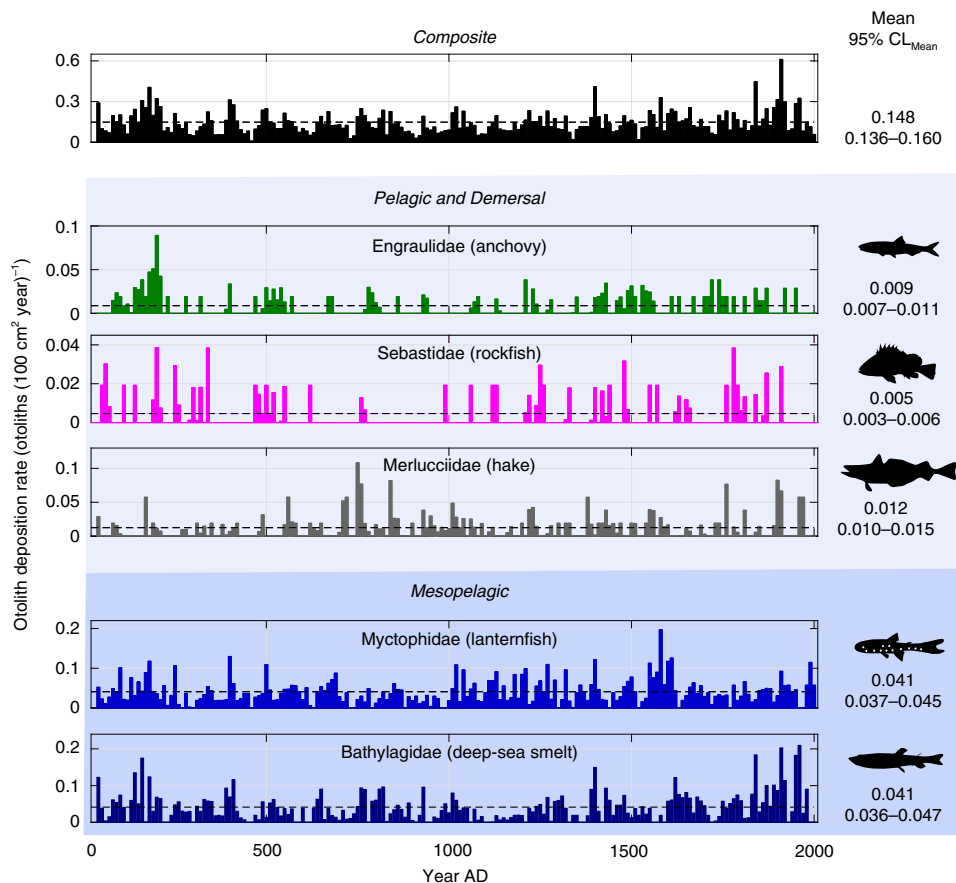 Mean
95% CL_Mean
Composite
0.6
0.3
0
0.148
0.136–0.160
Otolith deposition rate (otoliths (100 cm² year)⁻¹)
Pelagic and Demersal
0.1
0.05
0
Engraulidae (anchovy)
0.009
0.007–0.011
0.04
0.02
0
Sebastidae (rockfish)
0.005
0.003–0.006
0.1
0.05
0
Merlucciidae (hake)
0.012
0.010–0.015
Mesopelagic
0.2
0.1
0
Myctophidae (lanternfish)
0.041
0.037–0.045
0.2
0.1
0
Bathylagidae (deep-sea smelt)
0.041
0.036–0.047
0 500 1000 1500 2000
Year AD